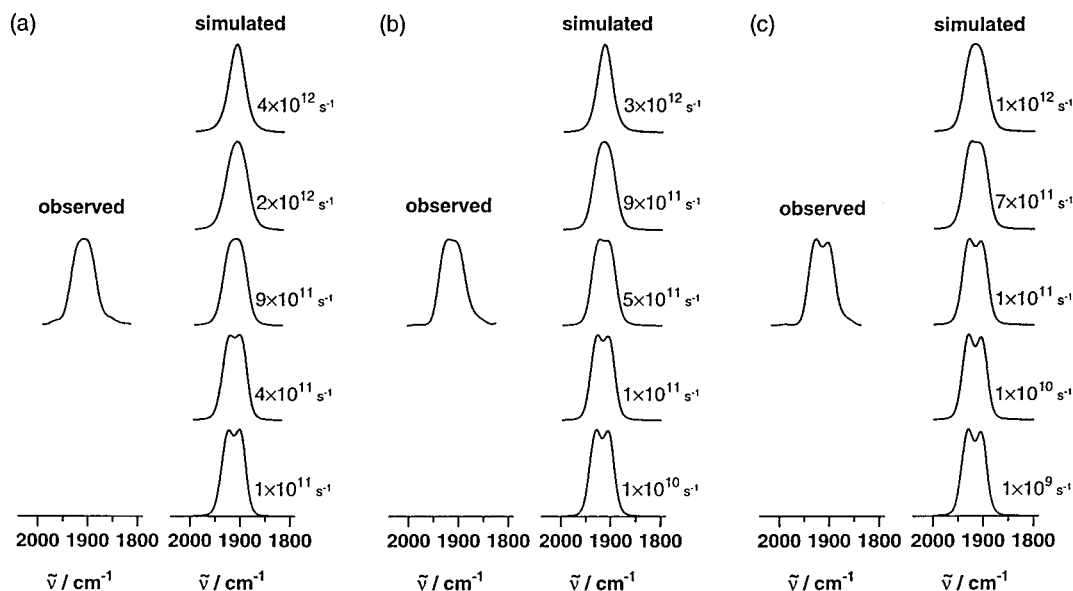 (a)
simulated
4×10¹² s⁻¹
2×10¹² s⁻¹
observed
9×10¹¹ s⁻¹
4×10¹¹ s⁻¹
1×10¹¹ s⁻¹
2000 1900 1800
2000 1900 1800
ν̃ / cm⁻¹
ν̃ / cm⁻¹
(b)
simulated
3×10¹² s⁻¹
9×10¹¹ s⁻¹
observed
5×10¹¹ s⁻¹
1×10¹¹ s⁻¹
1×10¹⁰ s⁻¹
2000 1900 1800
2000 1900 1800
ν̃ / cm⁻¹
ν̃ / cm⁻¹
(c)
simulated
1×10¹² s⁻¹
7×10¹¹ s⁻¹
observed
1×10¹¹ s⁻¹
1×10¹⁰ s⁻¹
1×10⁹ s⁻¹
2000 1900 1800
2000 1900 1800
ν̃ / cm⁻¹
ν̃ / cm⁻¹